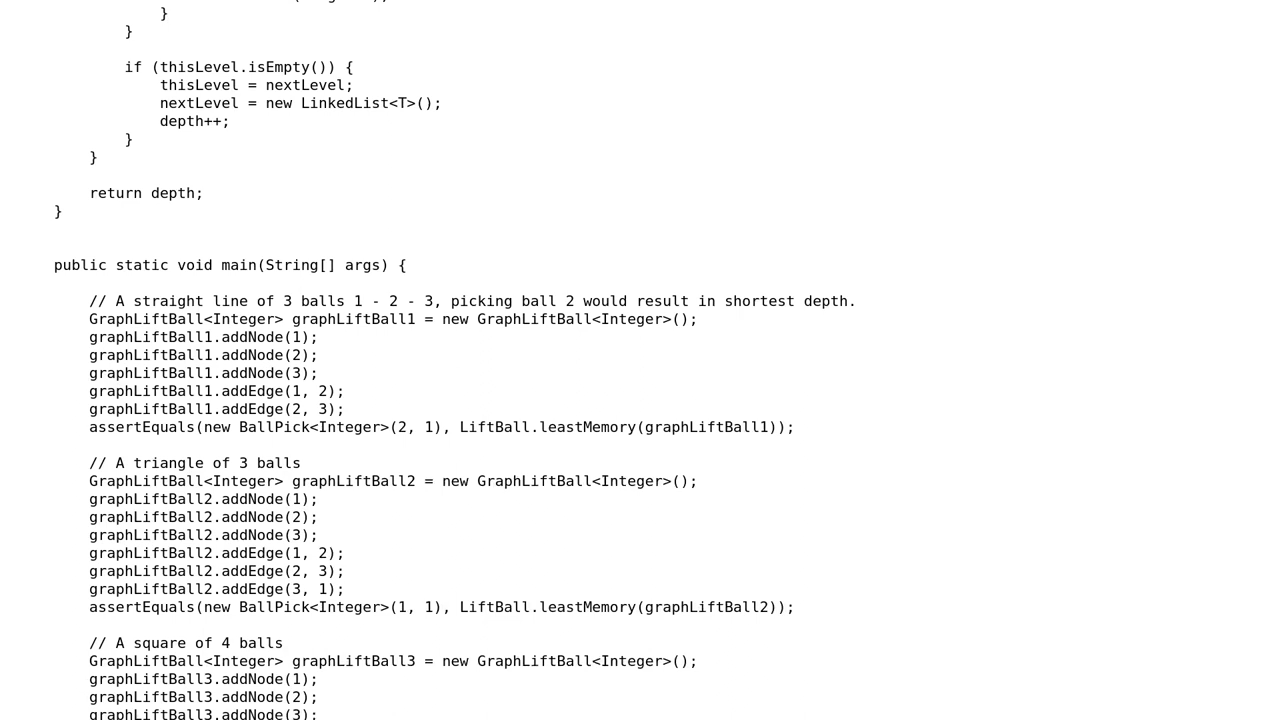 }
}
if (thisLevel.isEmpty()) {
thisLevel = nextLevel;
nextLevel = new LinkedList<T>();
depth++;
}
}
return depth;
}
public static void main(String[] args) {
// A straight line of 3 balls 1 - 2 - 3, picking ball 2 would result in shortest depth.
GraphLiftBall<Integer> graphLiftBall1 = new GraphLiftBall<Integer>();
graphLiftBall1.addNode(1);
graphLiftBall1.addNode(2);
graphLiftBall1.addNode(3);
graphLiftBall1.addEdge(1, 2);
graphLiftBall1.addEdge(2, 3);
assertEquals(new BallPick<Integer>(2, 1), LiftBall.leastMemory(graphLiftBall1));
// A triangle of 3 balls
GraphLiftBall<Integer> graphLiftBall2 = new GraphLiftBall<Integer>();
graphLiftBall2.addNode(1);
graphLiftBall2.addNode(2);
graphLiftBall2.addNode(3);
graphLiftBall2.addEdge(1, 2);
graphLiftBall2.addEdge(2, 3);
graphLiftBall2.addEdge(3, 1);
assertEquals(new BallPick<Integer>(1, 1), LiftBall.leastMemory(graphLiftBall2));
// A square of 4 balls
GraphLiftBall<Integer> graphLiftBall3 = new GraphLiftBall<Integer>();
graphLiftBall3.addNode(1);
graphLiftBall3.addNode(2);
graphLiftBall3.addNode(3);